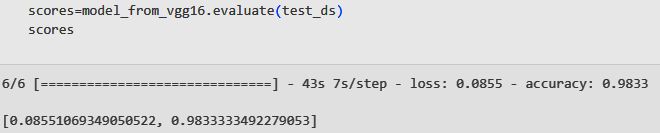 scores=model_from_vgg16.evaluate(test_ds)
scores
6/6 [==============================] - 43s 7s/step - loss: 0.0855 - accuracy: 0.9833
[0.08551069349050522, 0.9833333492279053]